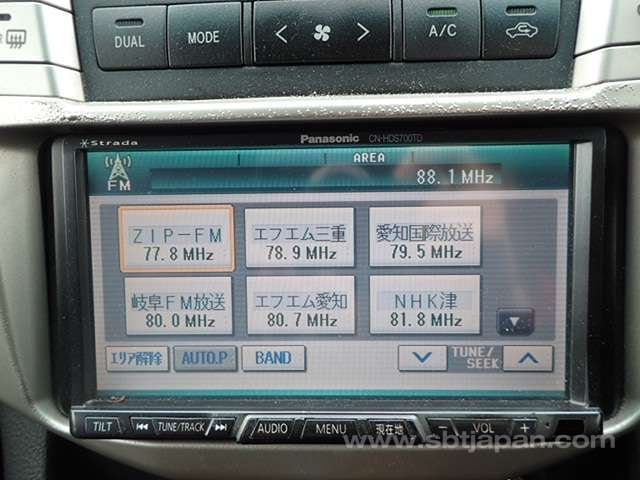 DUAL
MODE
A/C
Strada
Panasonic
CN-HDS700TD
AREA
FM
88.1 MHz
ZIP-FM
77.8 MHz
エフエム三重
78.9 MHz
愛知国際放送
79.5 MHz
岐阜FM放送
80.0 MHz
エフエム愛知
80.7 MHz
NHK津
81.8 MHz
エリア解除
AUTO.P
BAND
TUNE/
SEEK
TILT
TUNE/TRACK
AUDIO
MENU
現在地
- VOL +
www.sbtjapan.com